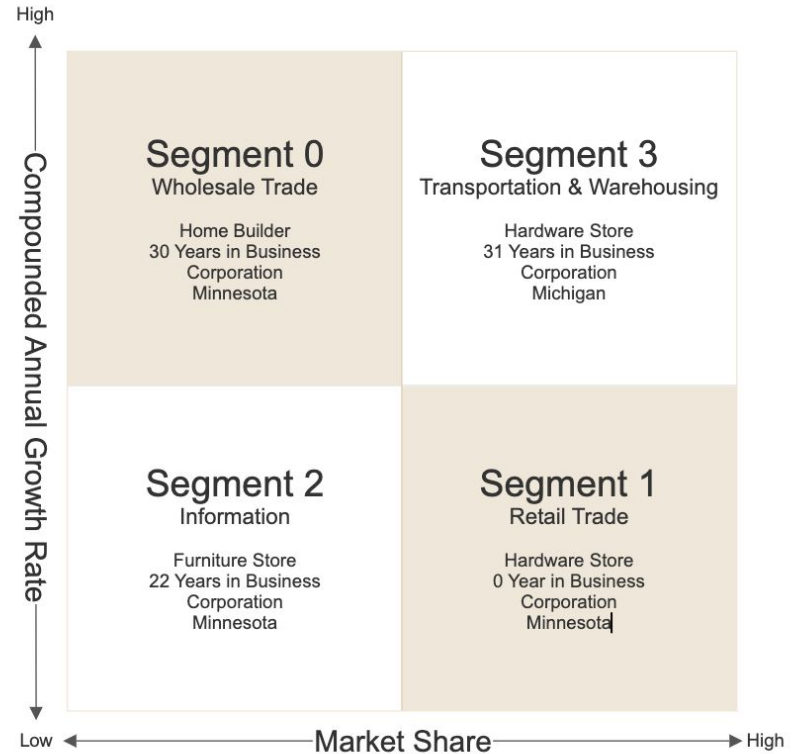 High
Compounded Annual Growth Rate
Segment 0
Wholesale Trade
Home Builder
30 Years in Business
Corporation
Minnesota
Segment 3
Transportation & Warehousing
Hardware Store
31 Years in Business
Corporation
Michigan
Segment 2
Information
Furniture Store
22 Years in Business
Corporation
Minnesota
Segment 1
Retail Trade
Hardware Store
0 Year in Business
Corporation
Minnesota
Low
Market Share
High